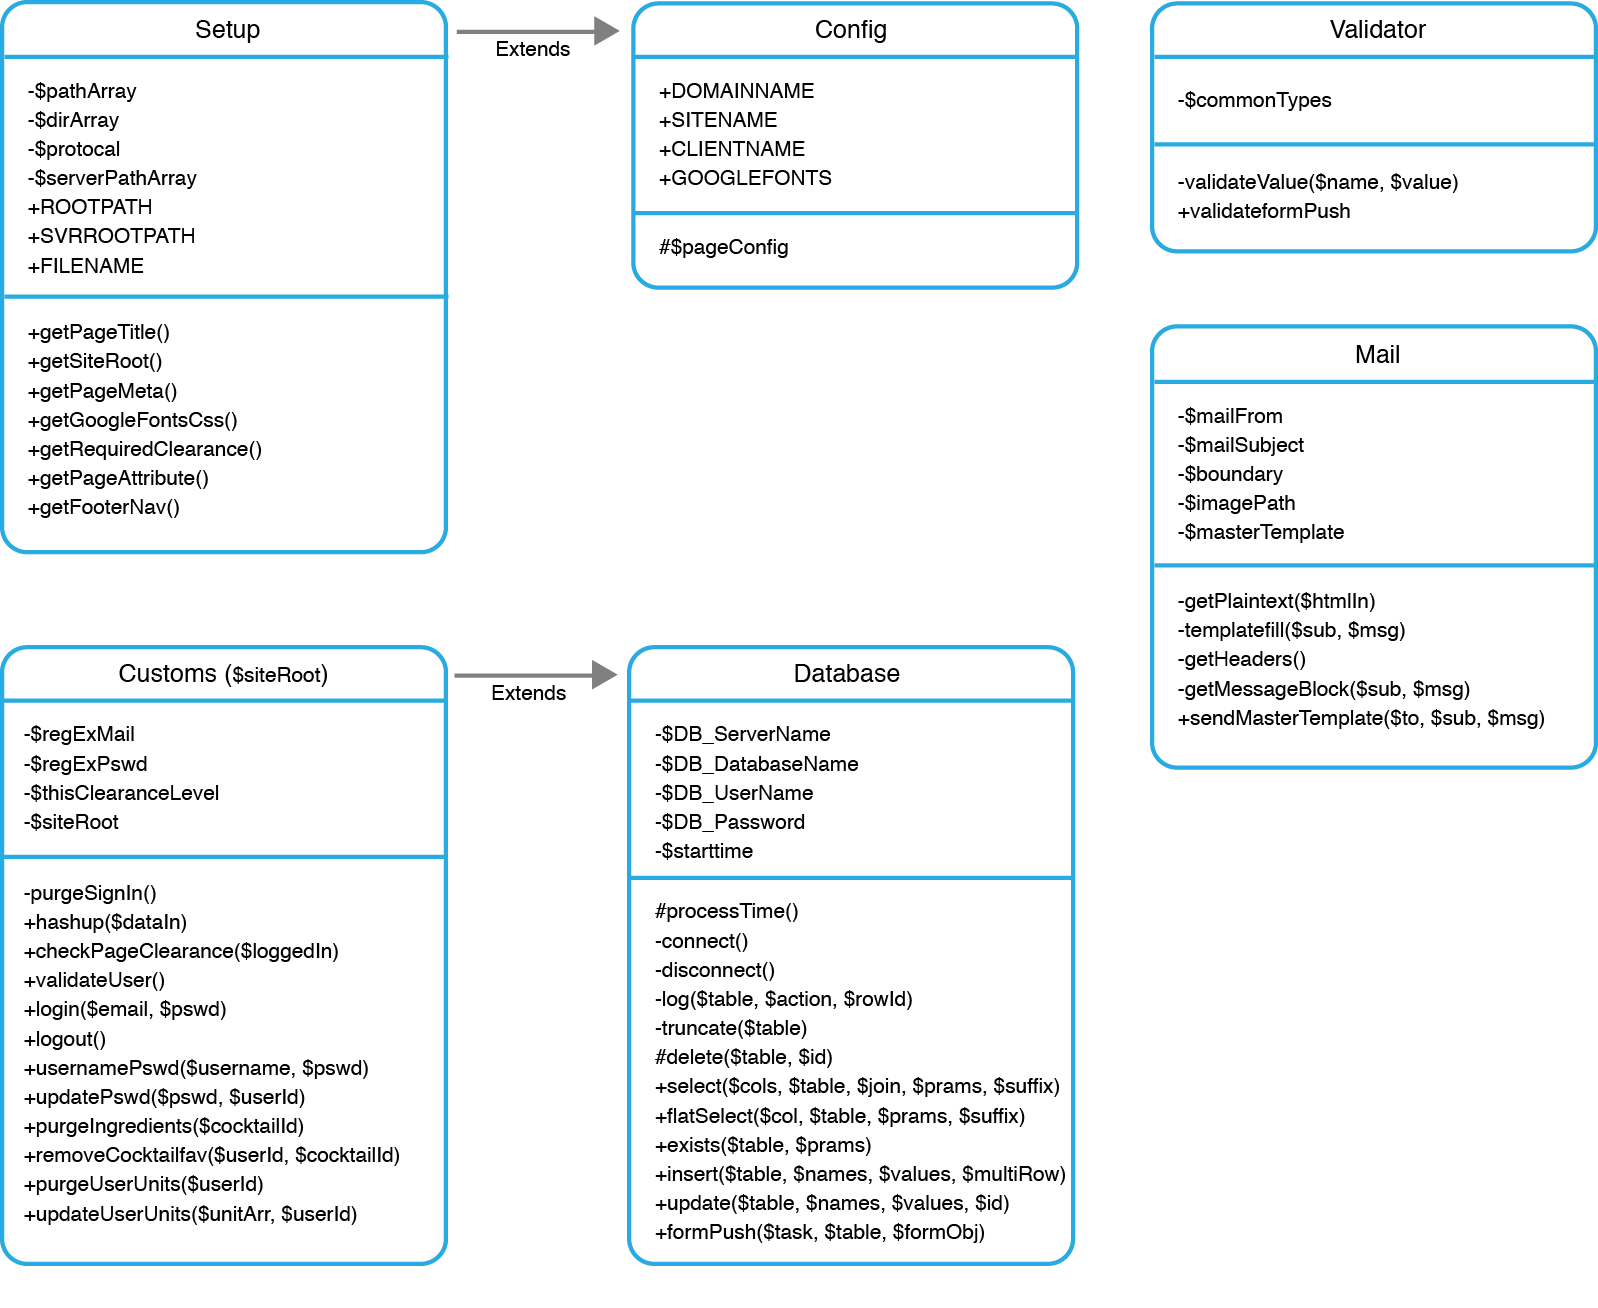 Setup
-$pathArray
-$dirArray
-$protocal
-$serverPathArray
+ROOTPATH
+SVRROOTPATH
+FILENAME
+getPageTitle()
+getSiteRoot()
+getPageMeta()
+getGoogleFontsCss()
+getRequiredClearance()
+getPageAttribute()
+getFooterNav()
Extends
Config
+DOMAINNAME
+SITENAME
+CLIENTNAME
+GOOGLEFONTS
#$pageConfig
Validator
-$commonTypes
-validateValue($name, $value)
+validateformPush
Mail
-$mailFrom
-$mailSubject
-$boundary
-$imagePath
-$masterTemplate
-getPlaintext($htmlIn)
-templatefill($sub, $msg)
-getHeaders()
-getMessageBlock($sub, $msg)
+sendMasterTemplate($to, $sub, $msg)
Customs ($siteRoot)
-$regExMail
-$regExPswd
-$thisClearanceLevel
-$siteRoot
-purgeSignIn()
+hashup($dataIn)
+checkPageClearance($loggedIn)
+validateUser()
+login($email, $pswd)
+logout()
+usernamePswd($username, $pswd)
+updatePswd($pswd, $userId)
+purgeIngredients($cocktailId)
+removeCocktailfav($userId, $cocktailId)
+purgeUserUnits($userId)
+updateUserUnits($unitArr, $userId)
Extends
Database
-$DB_ServerName
-$DB_DatabaseName
-$DB_UserName
-$DB_Password
-$starttime
#processTime()
-connect()
-disconnect()
-log($table, $action, $rowId)
-truncate($table)
#delete($table, $id)
+select($cols, $table, $join, $prams, $suffix)
+flatSelect($col, $table, $prams, $suffix)
+exists($table, $prams)
+insert($table, $names, $values, $multiRow)
+update($table, $names, $values, $id)
+formPush($task, $table, $formObj)